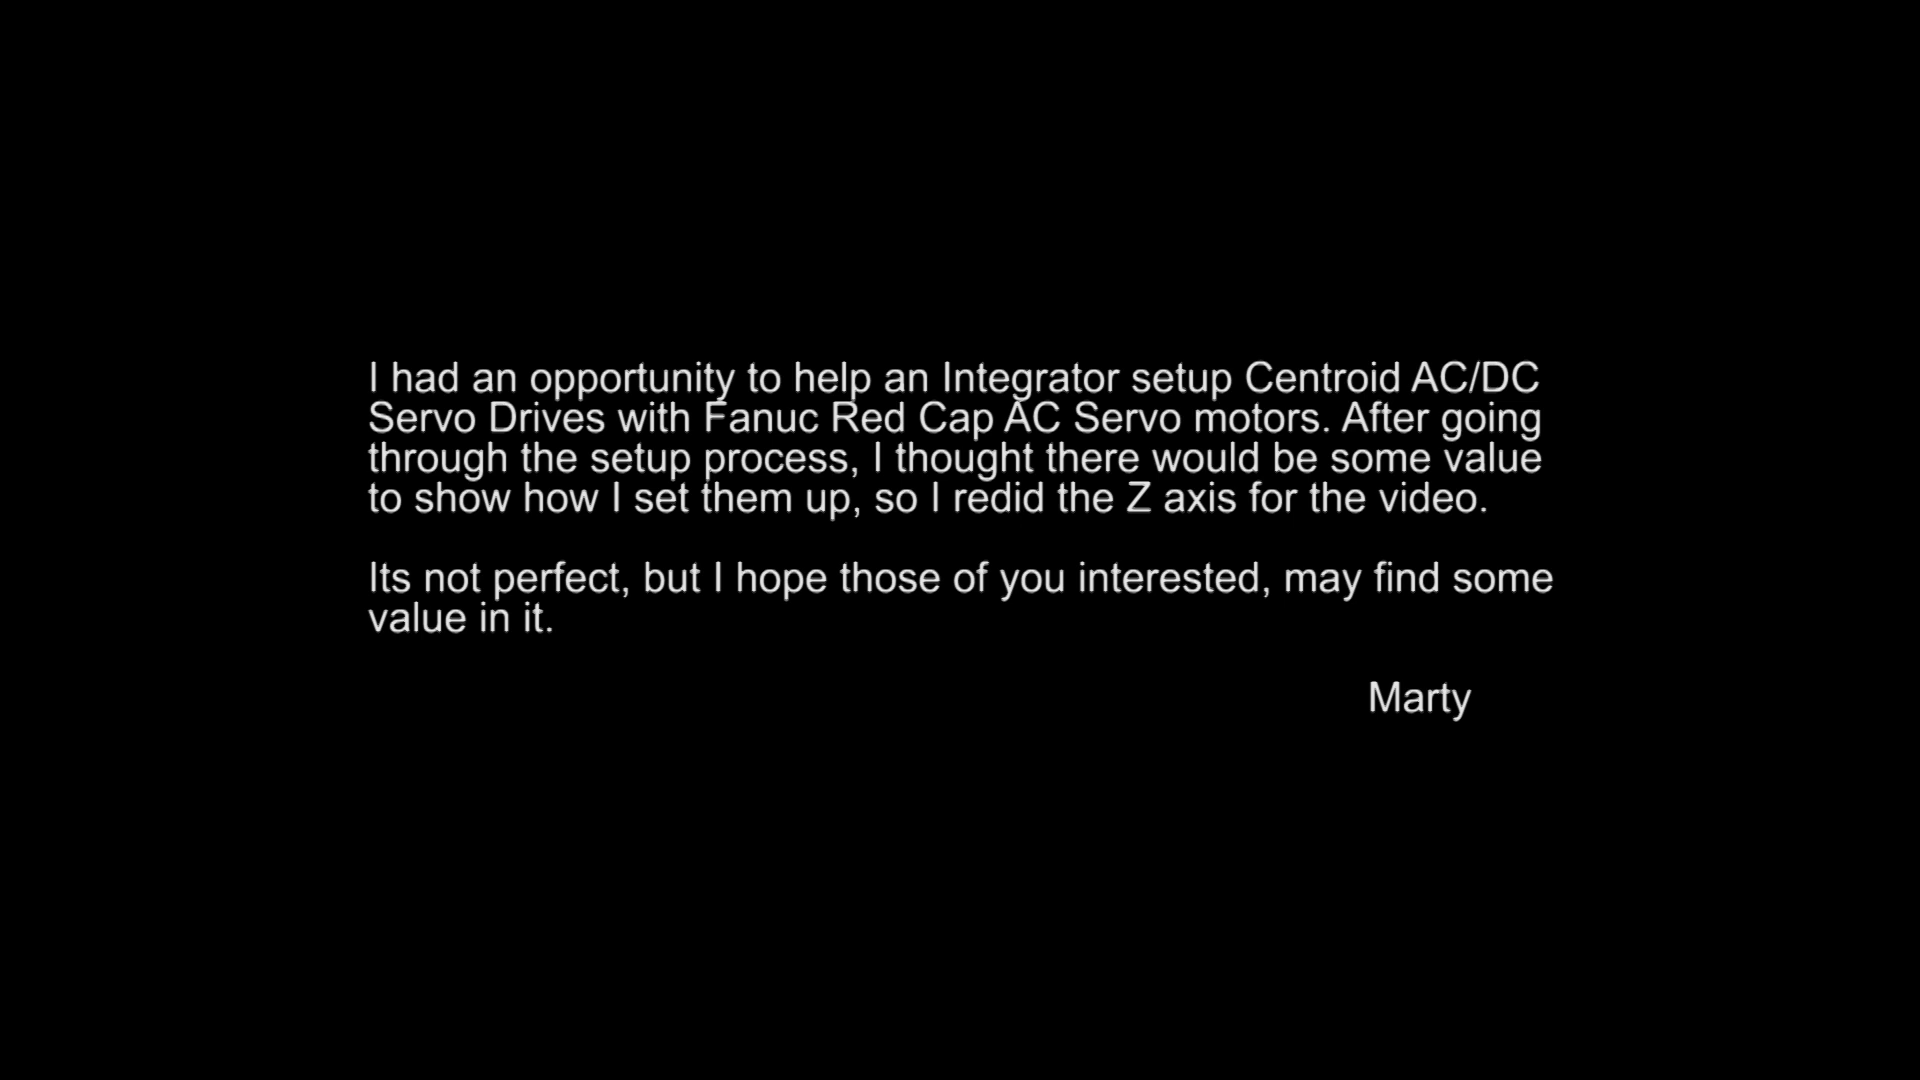 I had an opportunity to help an Integrator setup Centroid AC/DC
Servo Drives with Fanuc Red Cap AC Servo motors. After going
through the setup process, I thought there would be some value
to show how I set them up, so I redid the Z axis for the video.
Its not perfect, but I hope those of you interested, may find some
value in it.
Marty